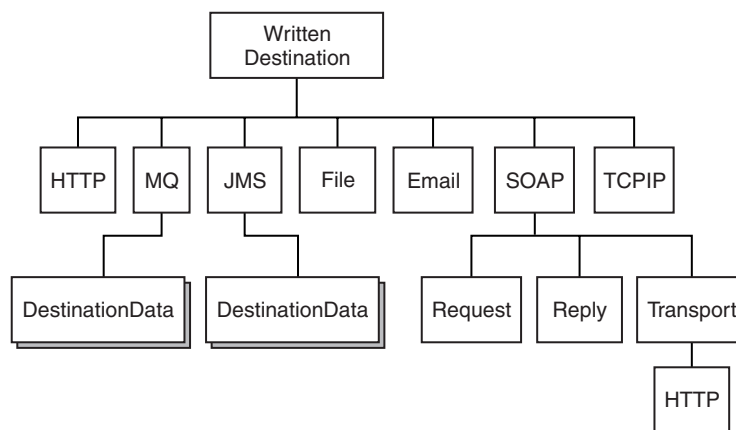 Written
Destination
HTTP MQ JMS File Email SOAP TCPIP
DestinationData DestinationData Request Reply Transport
HTTP